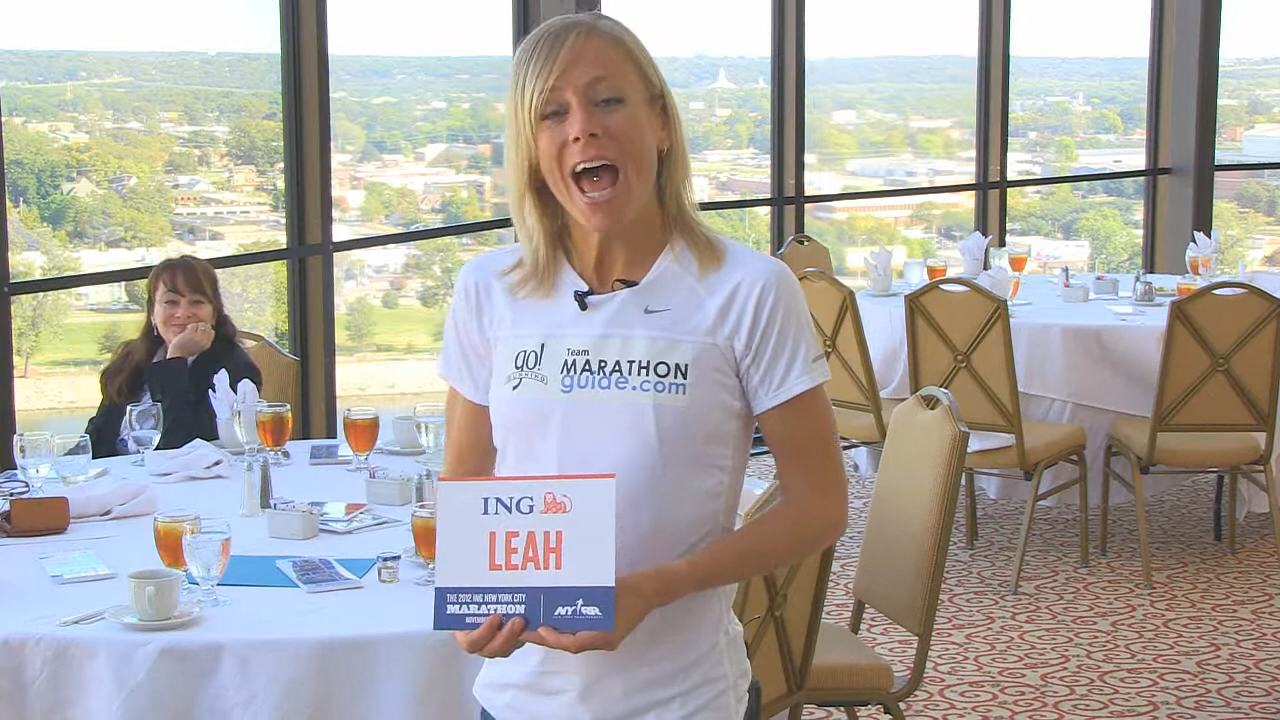 go!
RUNNING
Team
MARATHON
guide.com
ING
LEAH
THE 2012 ING NEW YORK CITY
MARATHON
NYRR